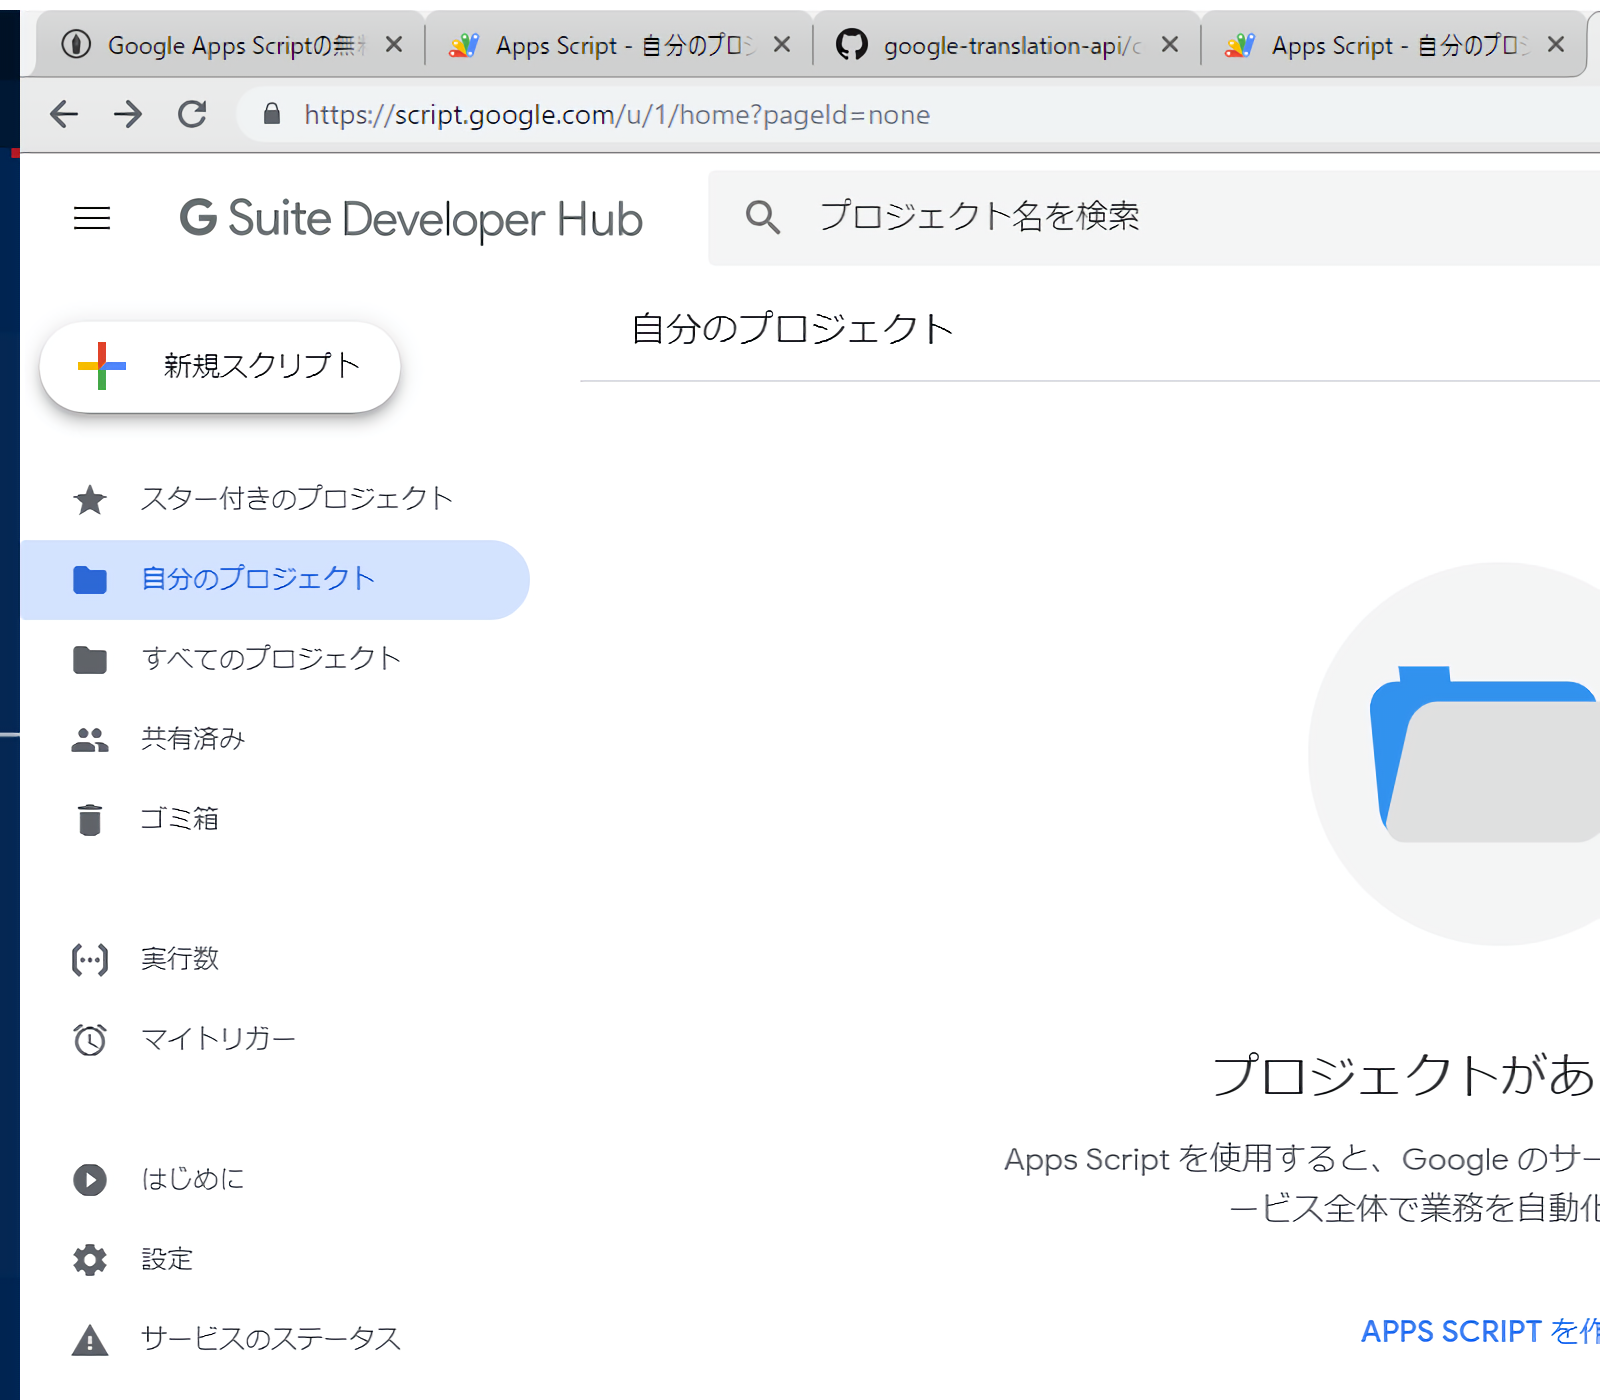 Google Apps Scriptの無
Apps Script - 自分のプロジ
google-translation-api/c
Apps Script - 自分のプロジ
https://script.google.com/u/1/home?pageId=none
G Suite Developer Hub
プロジェクト名を検索
新規スクリプト
自分のプロジェクト
スター付きのプロジェクト
自分のプロジェクト
すべてのプロジェクト
共有済み
ゴミ箱
実行数
マイトリガー
はじめに
設定
サービスのステータス
プロジェクトがあ
Apps Script を使用すると、Google のサー
ービス全体で業務を自動化
APPS SCRIPT を作